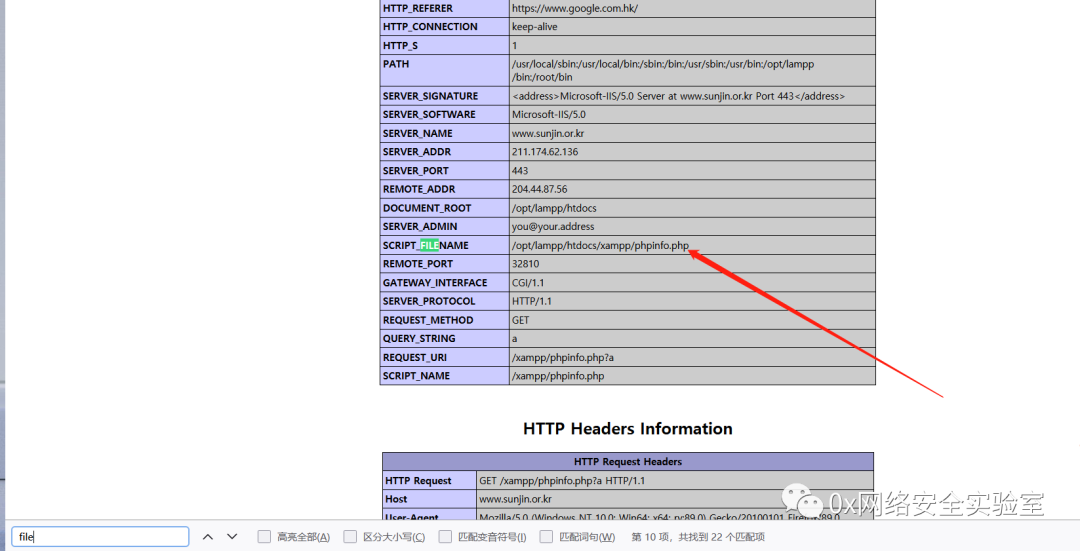 HTTP_REFERER https://www.google.com.hk/
HTTP_CONNECTION keep-alive
HTTP_S 1
PATH /usr/local/sbin:/usr/local/bin:/sbin:/bin:/usr/sbin:/usr/bin:/opt/lampp
/bin:/root/bin
SERVER_SIGNATURE <address>Microsoft-IIS/5.0 Server at www.sunjin.or.kr Port 443</address>
SERVER_SOFTWARE Microsoft-IIS/5.0
SERVER_NAME www.sunjin.or.kr
SERVER_ADDR 211.174.62.136
SERVER_PORT 443
REMOTE_ADDR 204.44.87.56
DOCUMENT_ROOT /opt/lampp/htdocs
SERVER_ADMIN you@your.address
SCRIPT_FILENAME /opt/lampp/htdocs/xampp/phpinfo.php
REMOTE_PORT 32810
GATEWAY_INTERFACE CGI/1.1
SERVER_PROTOCOL HTTP/1.1
REQUEST_METHOD GET
QUERY_STRING a
REQUEST_URI /xampp/phpinfo.php?a
SCRIPT_NAME /xampp/phpinfo.php
HTTP Headers Information
HTTP Request Headers
HTTP Request GET /xampp/phpinfo.php?a HTTP/1.1
Host www.sunjin.or.kr
User-Agent Mozilla/5.0 (Windows NT 10.0; Win64; x64; rv:89.0) Gecko/20100101 Firefox/89.0
0x网络安全实验室
file 高亮全部(A) 区分大小写(C) 匹配变音符号(I) 匹配词句(W) 第 10 项，共找到 22 个匹配项